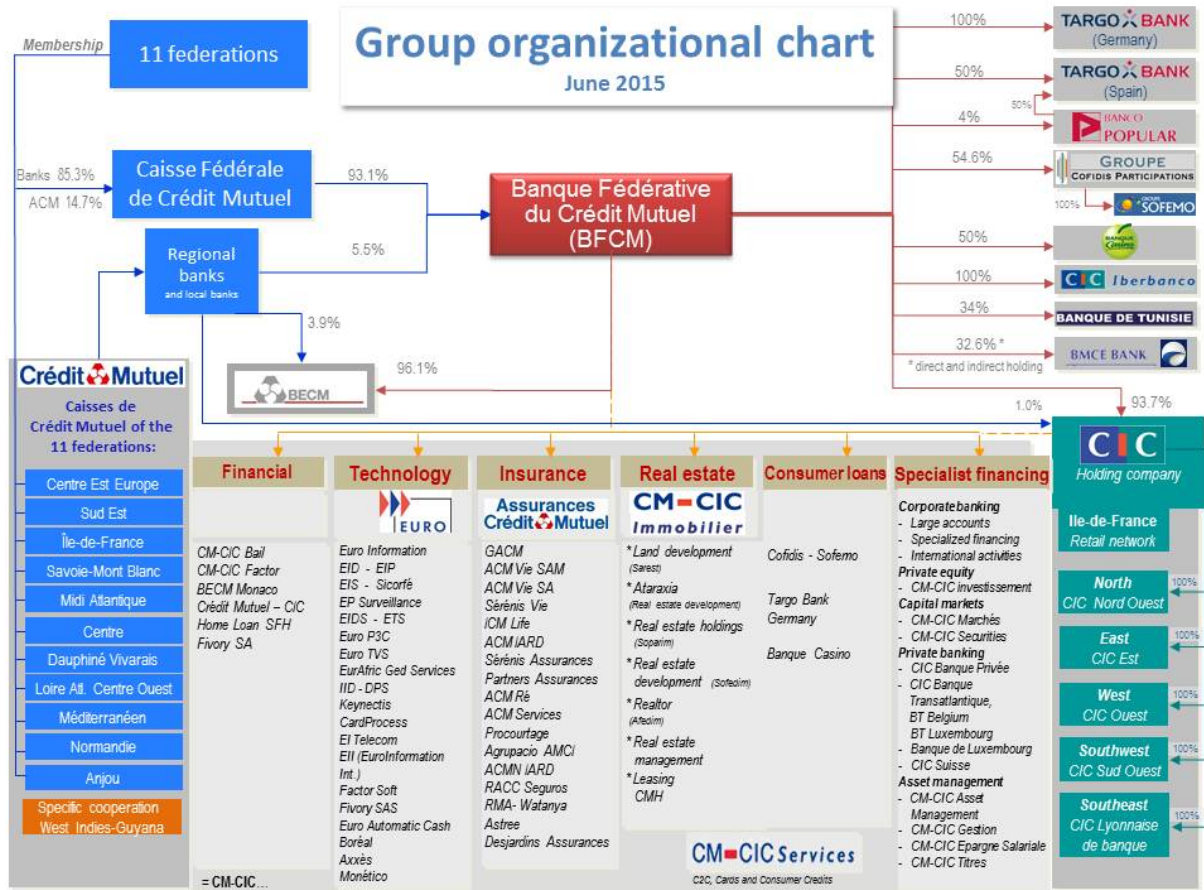 Group organizational chart
June 2015
Membership
11 federations
Banks 85.3%
ACM 14.7%
Caisse Fédérale
de Crédit Mutuel
93.1%
Regional
banks
and local banks
5.5%
3.9%
Banque Fédérative
du Crédit Mutuel
(BFCM)
BECM
96.1%
100%
TARGO BANK
(Germany)
50%
TARGO BANK
(Spain)
50%
4%
BANCO
POPULAR
54.6%
GROUPE
COFIDIS PARTICIPATIONS
100%
GROUPE
SOFEMO
50%
BANQUE
Casino
100%
CIC Iberbanco
34%
BANQUE DE TUNISIE
32.6% *
* direct and indirect holding
BMCE BANK
1.0%
93.7%
Crédit Mutuel
Caisses de
Crédit Mutuel of the
11 federations:
Centre Est Europe
Sud Est
Île-de-France
Savoie-Mont Blanc
Midi Atlantique
Centre
Dauphiné Vivarais
Loire Atl. Centre Ouest
Méditerranéen
Normandie
Anjou
Specific cooperation
West Indies-Guyana
Financial
CM-CIC Bail
CM-CIC Factor
BECM Monaco
Crédit Mutuel – CIC
Home Loan SFH
Fivory SA
= CM-CIC...
Technology
EURO
Euro Information
EID - EIP
EIS - Sicorfé
EP Surveillance
EIDS - ETS
Euro P3C
Euro TVS
EurAfric Ged Services
IID - DPS
Keynectis
CardProcess
EI Telecom
EII (EuroInformation
Int.)
Factor Soft
Fivory SAS
Euro Automatic Cash
Boréal
Axxès
Monético
Insurance
Assurances
Crédit Mutuel
GACM
ACM Vie SAM
ACM Vie SA
Sérénis Vie
ICM Life
ACM IARD
Sérénis Assurances
Partners Assurances
ACM Ré
ACM Services
Procourtage
Agrupació AMCI
ACMN IARD
RACC Seguros
RMA- Watanya
Astree
Desjardins Assurances
Real estate
CM-CIC
Immobilier
* Land development
(Sarest)
* Ataraxia
(Real estate development)
* Real estate holdings
(Soparim)
* Real estate
development (Sofedim)
* Realtor
(Afedim)
* Real estate
management
* Leasing
CMH
CM-CIC Services
C2C, Cards and Consumer Credits
Consumer loans
Cofidis - Sofemo
Targo Bank
Germany
Banque Casino
Specialist financing
Corporate banking
- Large accounts
- Specialized financing
- International activities
Private equity
- CM-CIC investissement
Capital markets
- CM-CIC Marchés
- CM-CIC Securities
Private banking
- CIC Banque Privée
- CIC Banque
Transatlantique,
BT Belgium
BT Luxembourg
- Banque de Luxembourg
- CIC Suisse
Asset management
- CM-CIC Asset
Management
- CM-CIC Gestion
- CM-CIC Epargne Salariale
- CM-CIC Titres
CIC
Holding company
Ile-de-France
Retail network
North
CIC Nord Ouest
100%
East
CIC Est
100%
West
CIC Ouest
100%
Southwest
CIC Sud Ouest
100%
Southeast
CIC Lyonnaise
de banque
100%